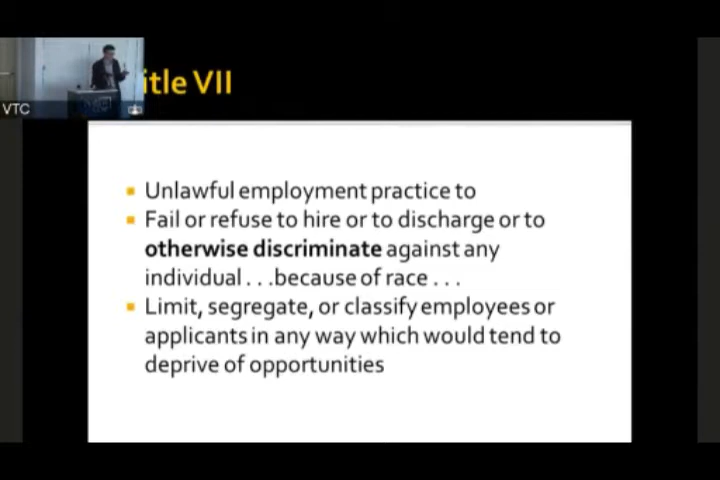 itle VII
VTC
Unlawful employment practice to
Fail or refuse to hire or to discharge or to
otherwise discriminate against any
individual . . .because of race . . .
Limit, segregate, or classify employees or
applicants in any way which would tend to
deprive of opportunities